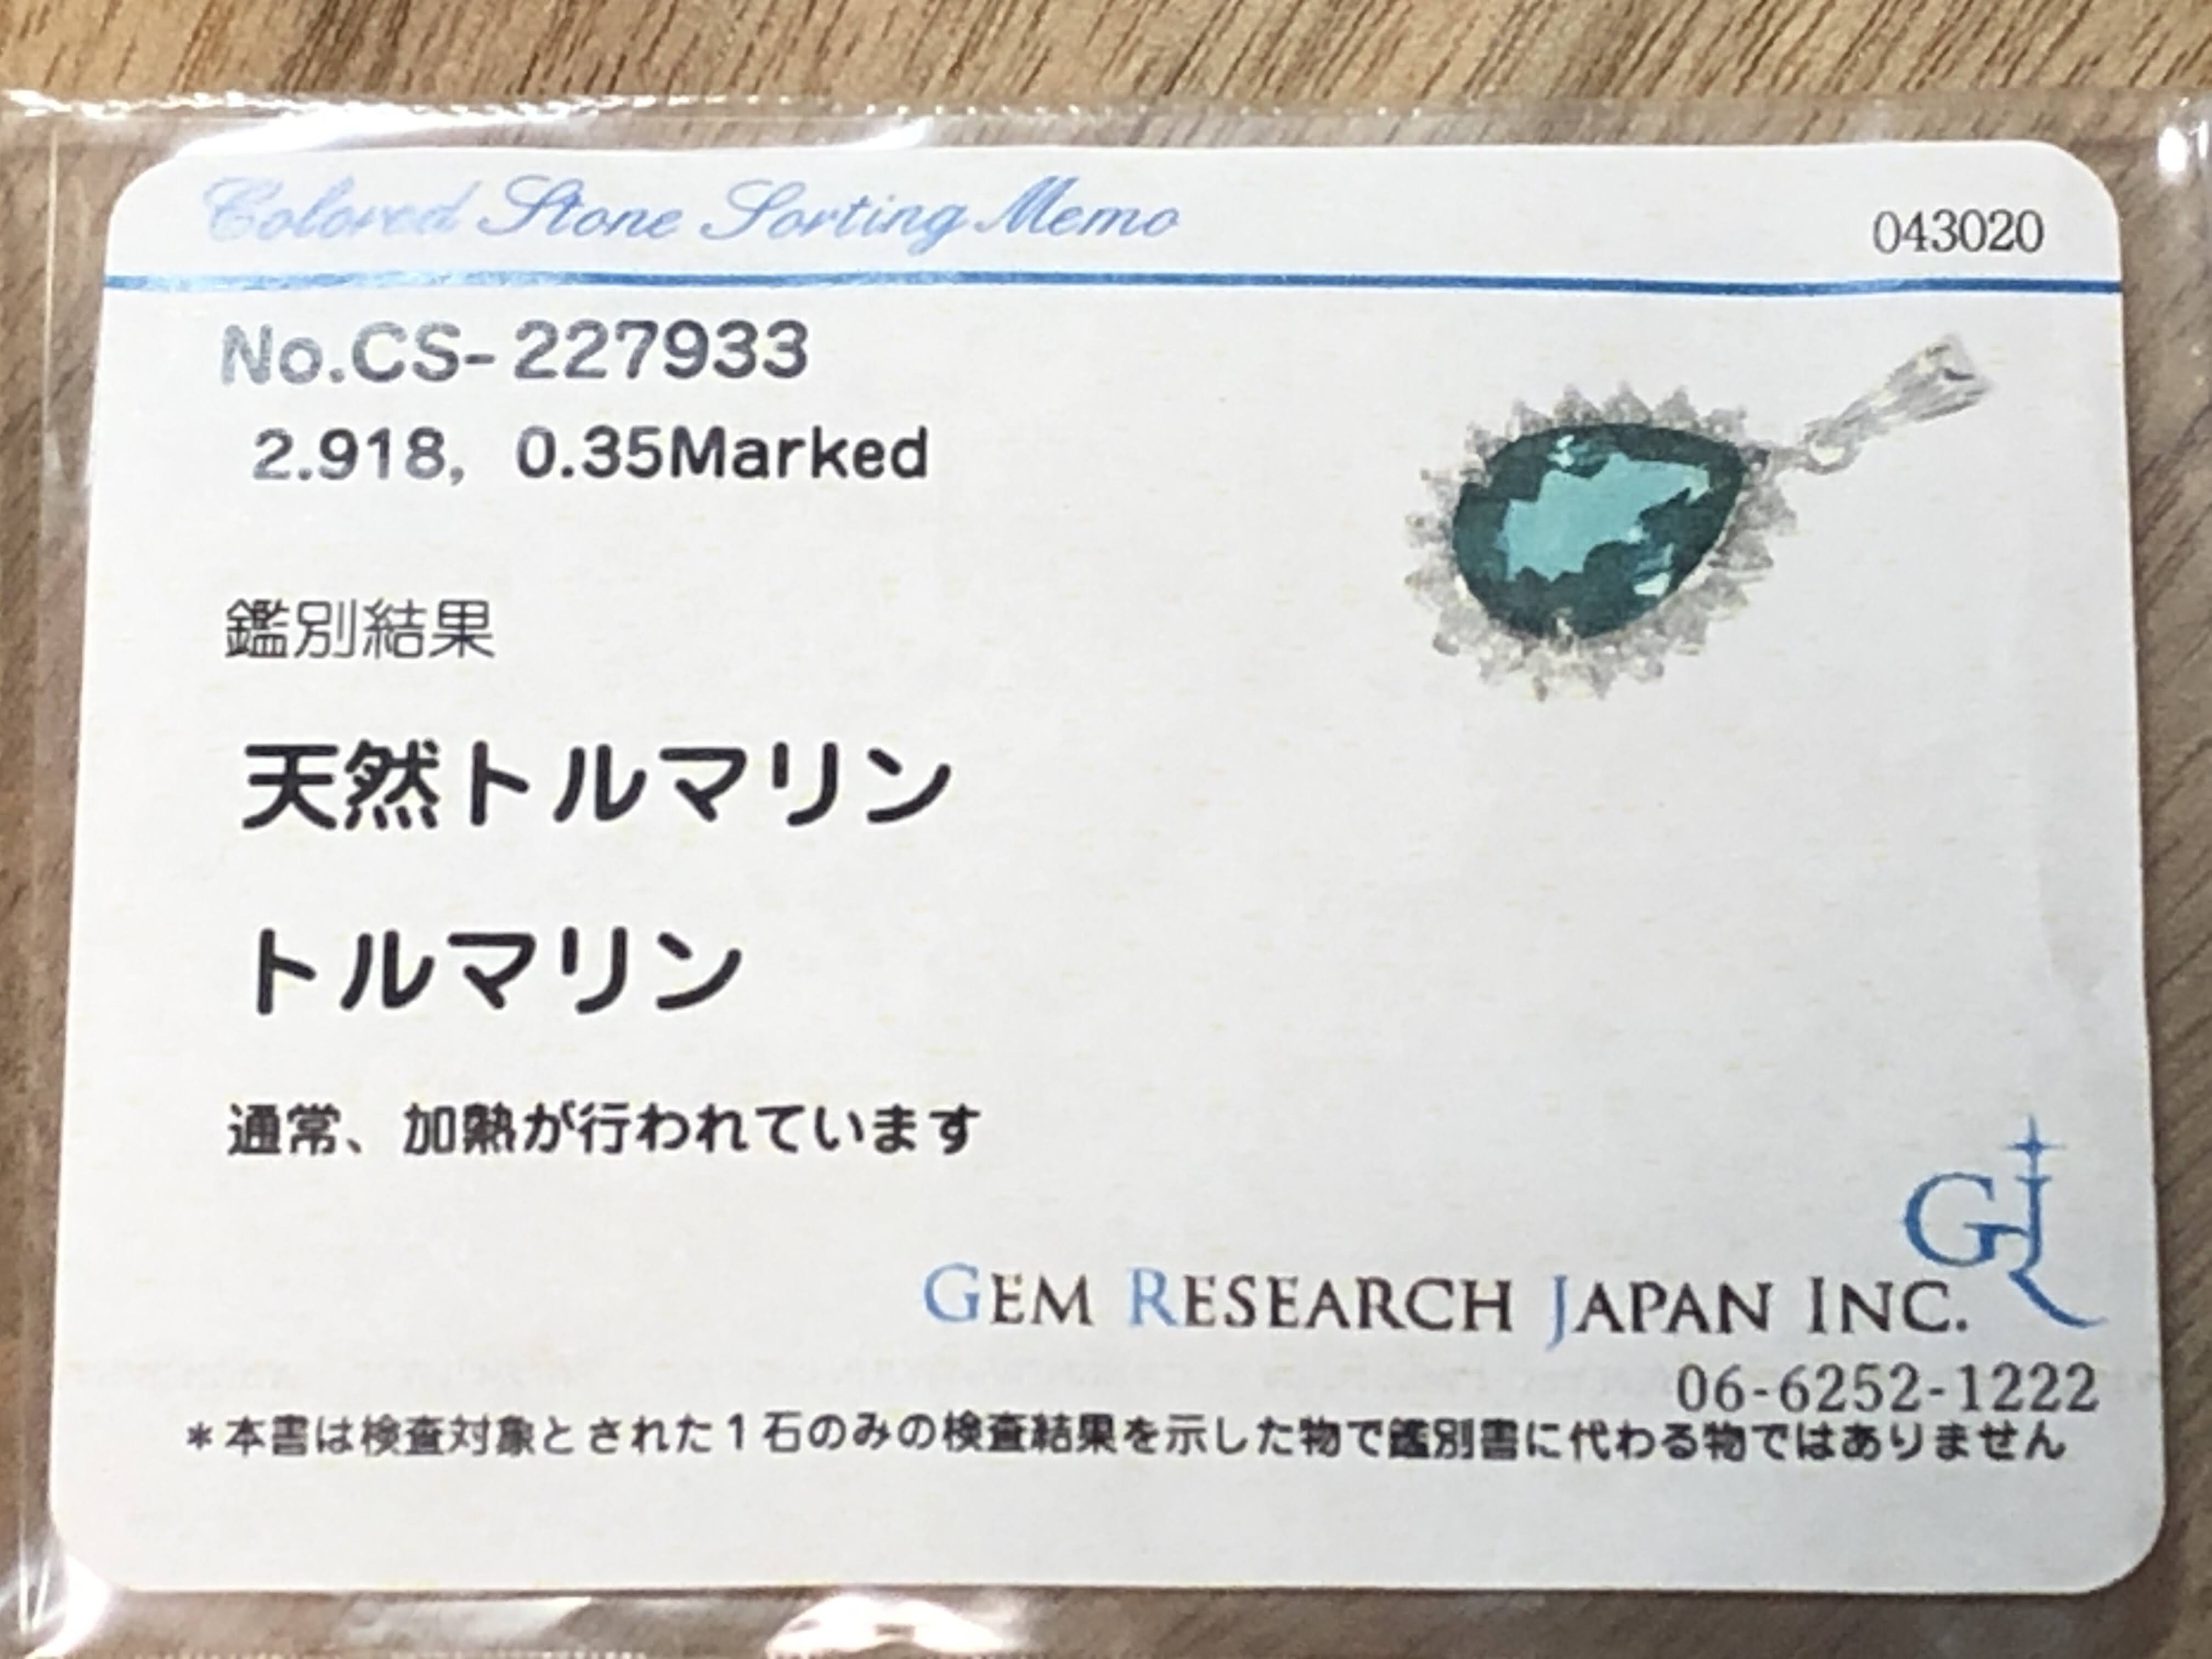 Colored Stone Sorting Memo
043020
No.CS-227933
2.918, 0.35Marked
鑑別結果
天然トルマリン
トルマリン
通常、加熱が行われています
GJR
GEM RESEARCH JAPAN INC.
06-6252-1222
*本書は検査対象とされた1石のみの検査結果を示した物で鑑別書に代わる物ではありません